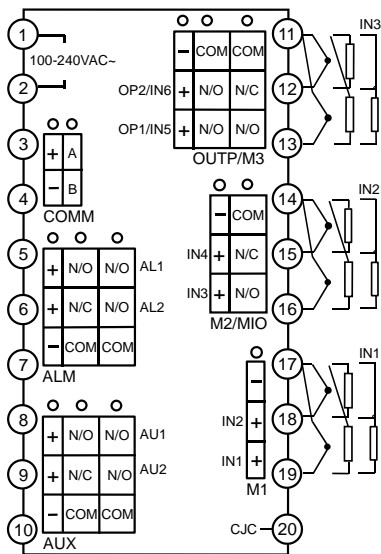 1
100-240VAC~
2
3
+ A
4
− B
COMM
5
+ N/O N/O AL1
6
+ N/C N/O AL2
− COM COM
7
ALM
8
+ N/O N/O AU1
9
+ N/C N/O AU2
− COM COM
10
AUX
− COM COM
11
IN3
OP2/IN6 + N/O N/C
12
OP1/IN5 + N/O N/O
13
OUTP/M3
− COM
14
IN2
IN4 + N/C
15
IN3 + N/O
16
M2/MIO
−
17
IN1
IN2 +
18
IN1 +
19
M1
CJC
20